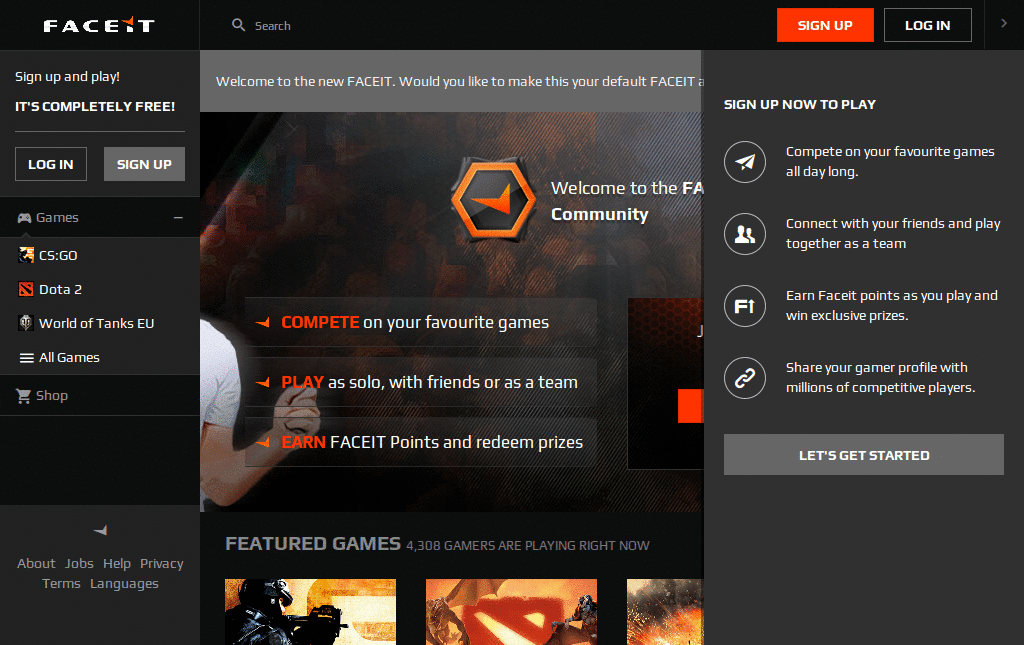 FACEIT
Search
SIGN UP
LOG IN
Sign up and play!
IT'S COMPLETELY FREE!
LOG IN
SIGN UP
Games
CS:GO
Dota 2
World of Tanks EU
All Games
Shop
About Jobs Help Privacy
Terms Languages
Welcome to the new FACEIT. Would you like to make this your default FACEIT a
Welcome to the FA
Community
COMPETE on your favourite games
PLAY as solo, with friends or as a team
EARN FACEIT Points and redeem prizes
J
FEATURED GAMES 4,308 GAMERS ARE PLAYING RIGHT NOW
SIGN UP NOW TO PLAY
Compete on your favourite games
all day long.
Connect with your friends and play
together as a team
Earn Faceit points as you play and
win exclusive prizes.
Share your gamer profile with
millions of competitive players.
LET'S GET STARTED